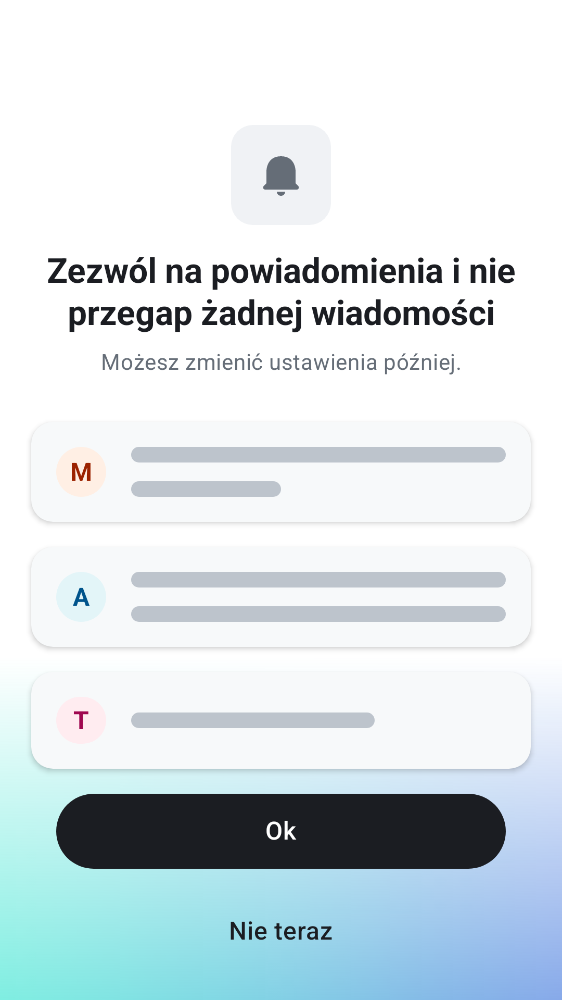 Zezwól na powiadomienia i nie
przegap żadnej wiadomości
Możesz zmienić ustawienia później.
M
A
T
Ok
Nie teraz